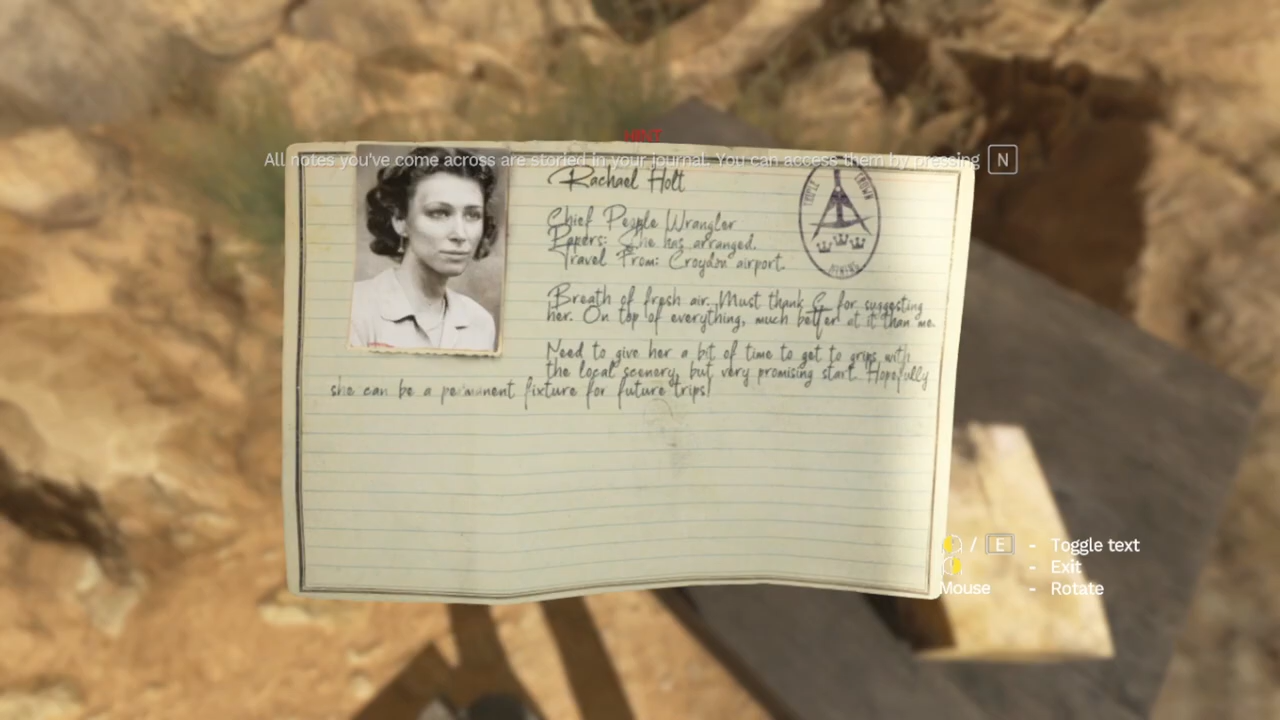 HINT
All notes you've come across are storied in your journal. You can access them by pressing N
Rachael Holt
Chief People Wrangler
Papers: She has arranged.
Travel From: Croydon airport.
Breath of fresh air. Must thank G for suggesting
her. On top of everything, much better at it than me.
Need to give her a bit of time to get to grips with
the local scenery, but very promising start. Hopefully
she can be a permanent fixture for future trips!
CROWN
MINING
/ E - Toggle text
- Exit
Mouse - Rotate